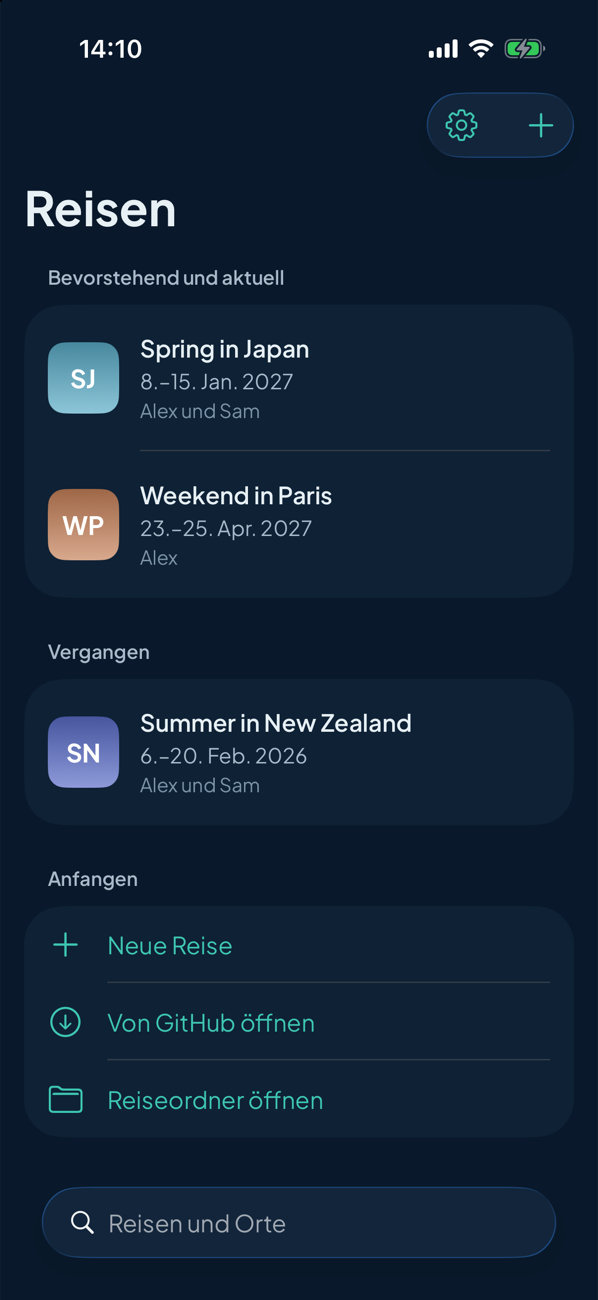 14:10
Reisen
Bevorstehend und aktuell
SJ
Spring in Japan
8.–15. Jan. 2027
Alex und Sam
WP
Weekend in Paris
23.–25. Apr. 2027
Alex
Vergangen
SN
Summer in New Zealand
6.–20. Feb. 2026
Alex und Sam
Anfangen
Neue Reise
Von GitHub öffnen
Reiseordner öffnen
Reisen und Orte